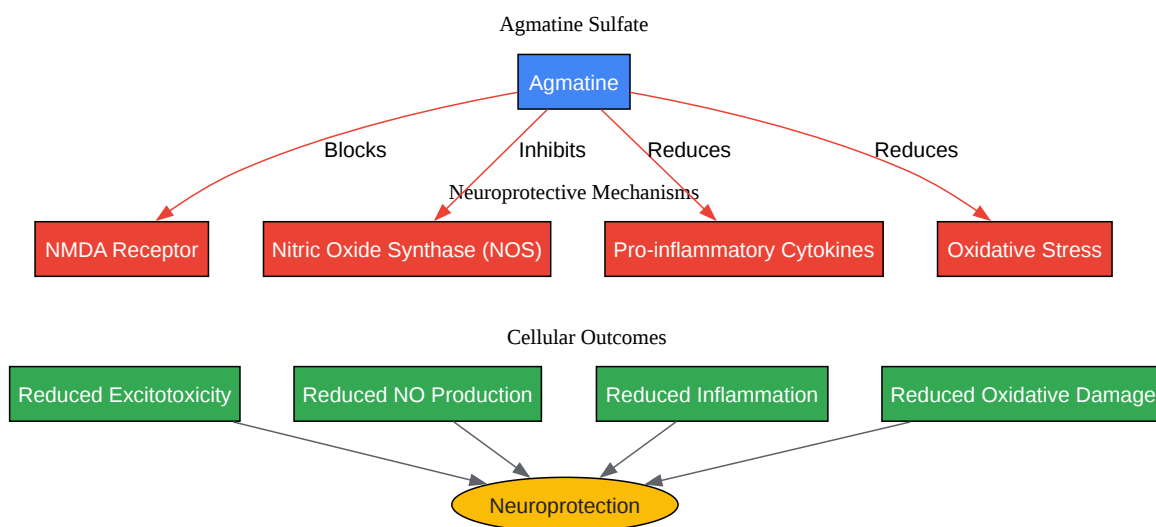 Agmatine Sulfate
Agmatine
Blocks
Inhibits
Reduces
Reduces
Neuroprotective Mechanisms
NMDA Receptor
Nitric Oxide Synthase (NOS)
Pro-inflammatory Cytokines
Oxidative Stress
Cellular Outcomes
Reduced Excitotoxicity
Reduced NO Production
Reduced Inflammation
Reduced Oxidative Damage
Neuroprotection